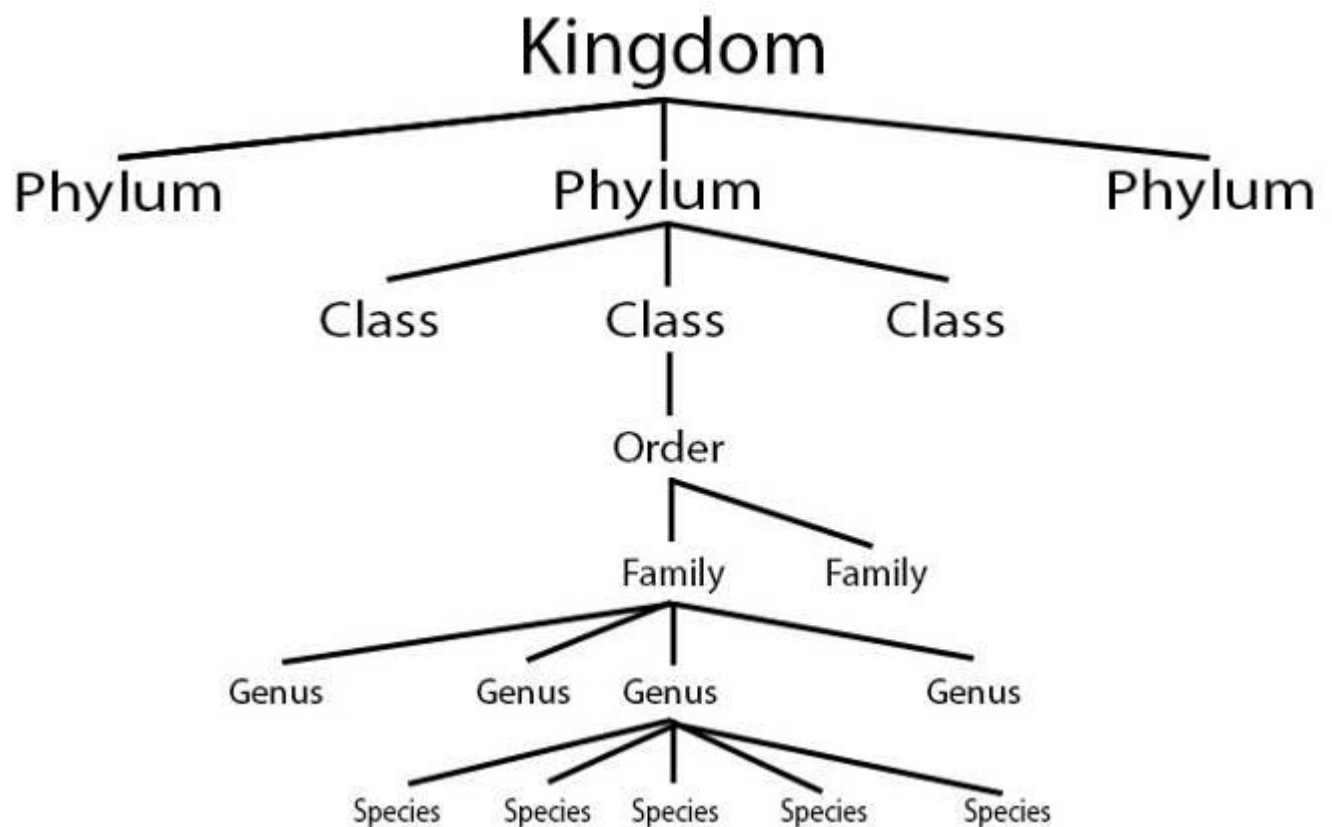 Kingdom
Phylum Phylum Phylum
Class Class Class
Order
Family Family
Genus Genus Genus Genus
Species Species Species Species Species